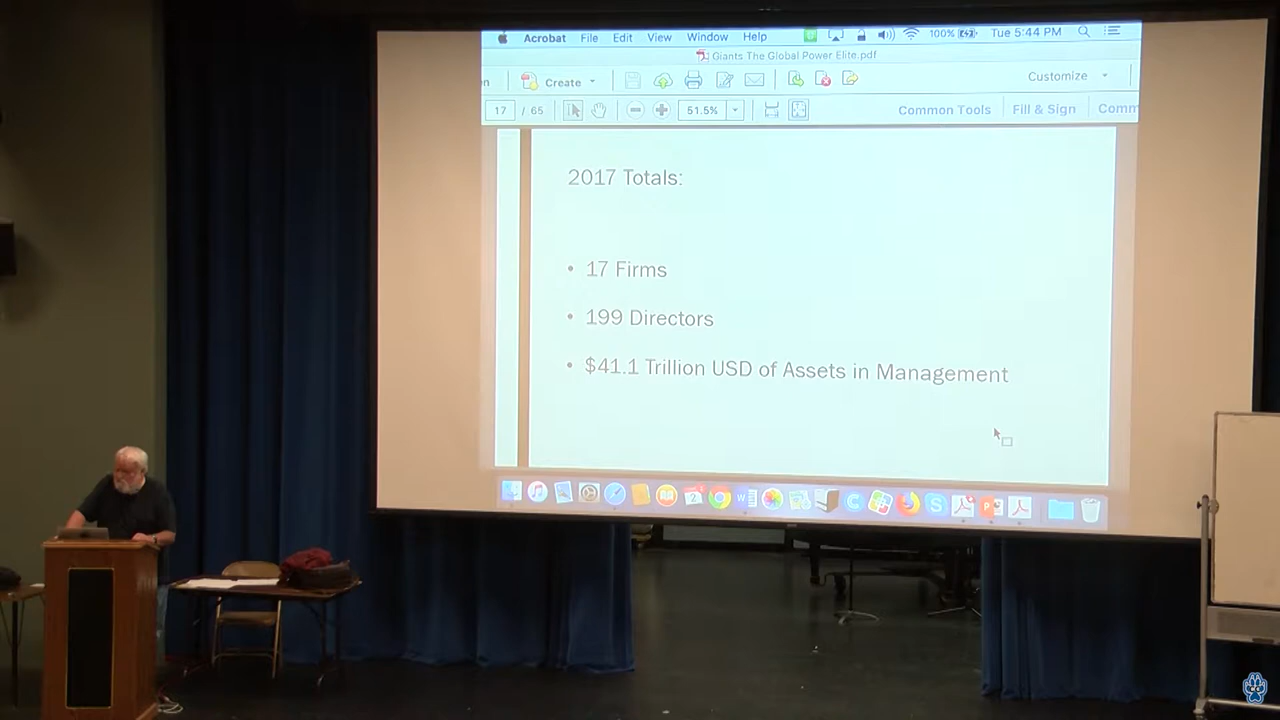 Acrobat File Edit View Window Help 100% Tue 5:44 PM
Giants The Global Power Elite.pdf
Create Customize
17 / 65 51.5% Common Tools Fill & Sign Comm
2017 Totals:
• 17 Firms
• 199 Directors
• $41.1 Trillion USD of Assets in Management